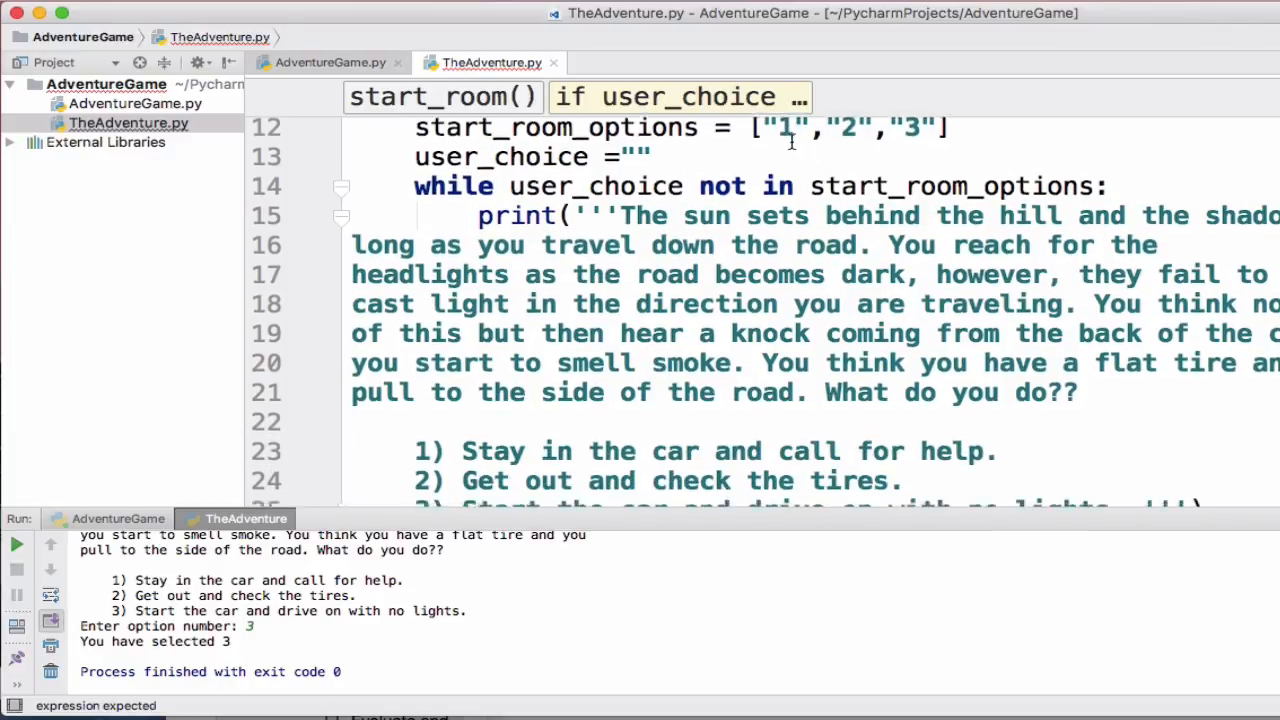 TheAdventure.py - AdventureGame - [~/PycharmProjects/AdventureGame]
AdventureGame TheAdventure.py
Project AdventureGame.py TheAdventure.py
AdventureGame ~/Pycharm
AdventureGame.py
TheAdventure.py
External Libraries
start_room() if user_choice ...
12 start_room_options = ["1","2","3"]
13 user_choice =""
14 while user_choice not in start_room_options:
15 print('''The sun sets behind the hill and the shado
16 long as you travel down the road. You reach for the
17 headlights as the road becomes dark, however, they fail to
18 cast light in the direction you are traveling. You think no
19 of this but then hear a knock coming from the back of the c
20 you start to smell smoke. You think you have a flat tire an
21 pull to the side of the road. What do you do??
22
23 1) Stay in the car and call for help.
24 2) Get out and check the tires.
3) Start the car and drive on with no lights. ''')
Run: AdventureGame TheAdventure
you start to smell smoke. You think you have a flat tire and you
pull to the side of the road. What do you do??
1) Stay in the car and call for help.
2) Get out and check the tires.
3) Start the car and drive on with no lights.
Enter option number: 3
You have selected 3
Process finished with exit code 0
expression expected